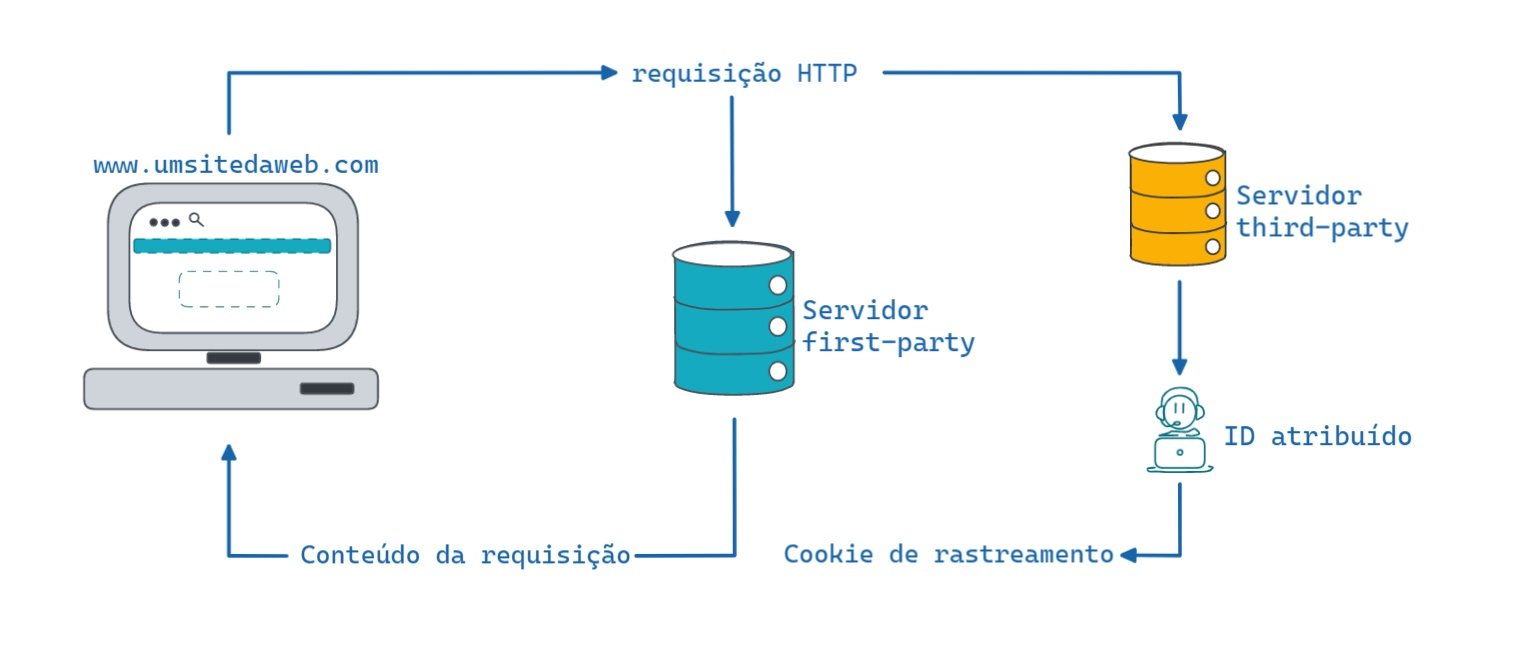 requisição HTTP
www.umsitedaweb.com
Servidor
third-party
Servidor
first-party
ID atribuído
Conteúdo da requisição
Cookie de rastreamento